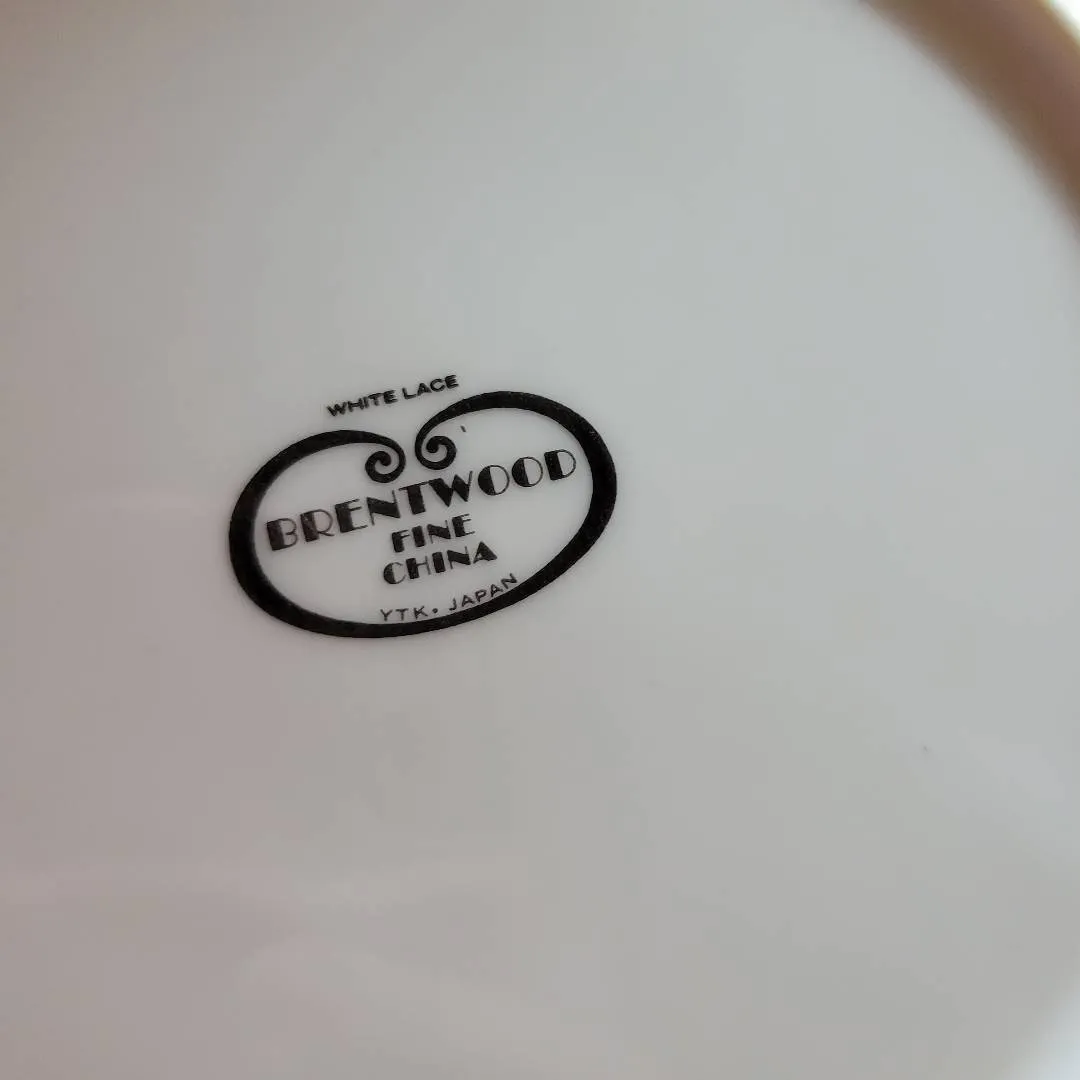 WHITE LACE
BRENTWOOD
FINE
CHINA
YTK. JAPAN